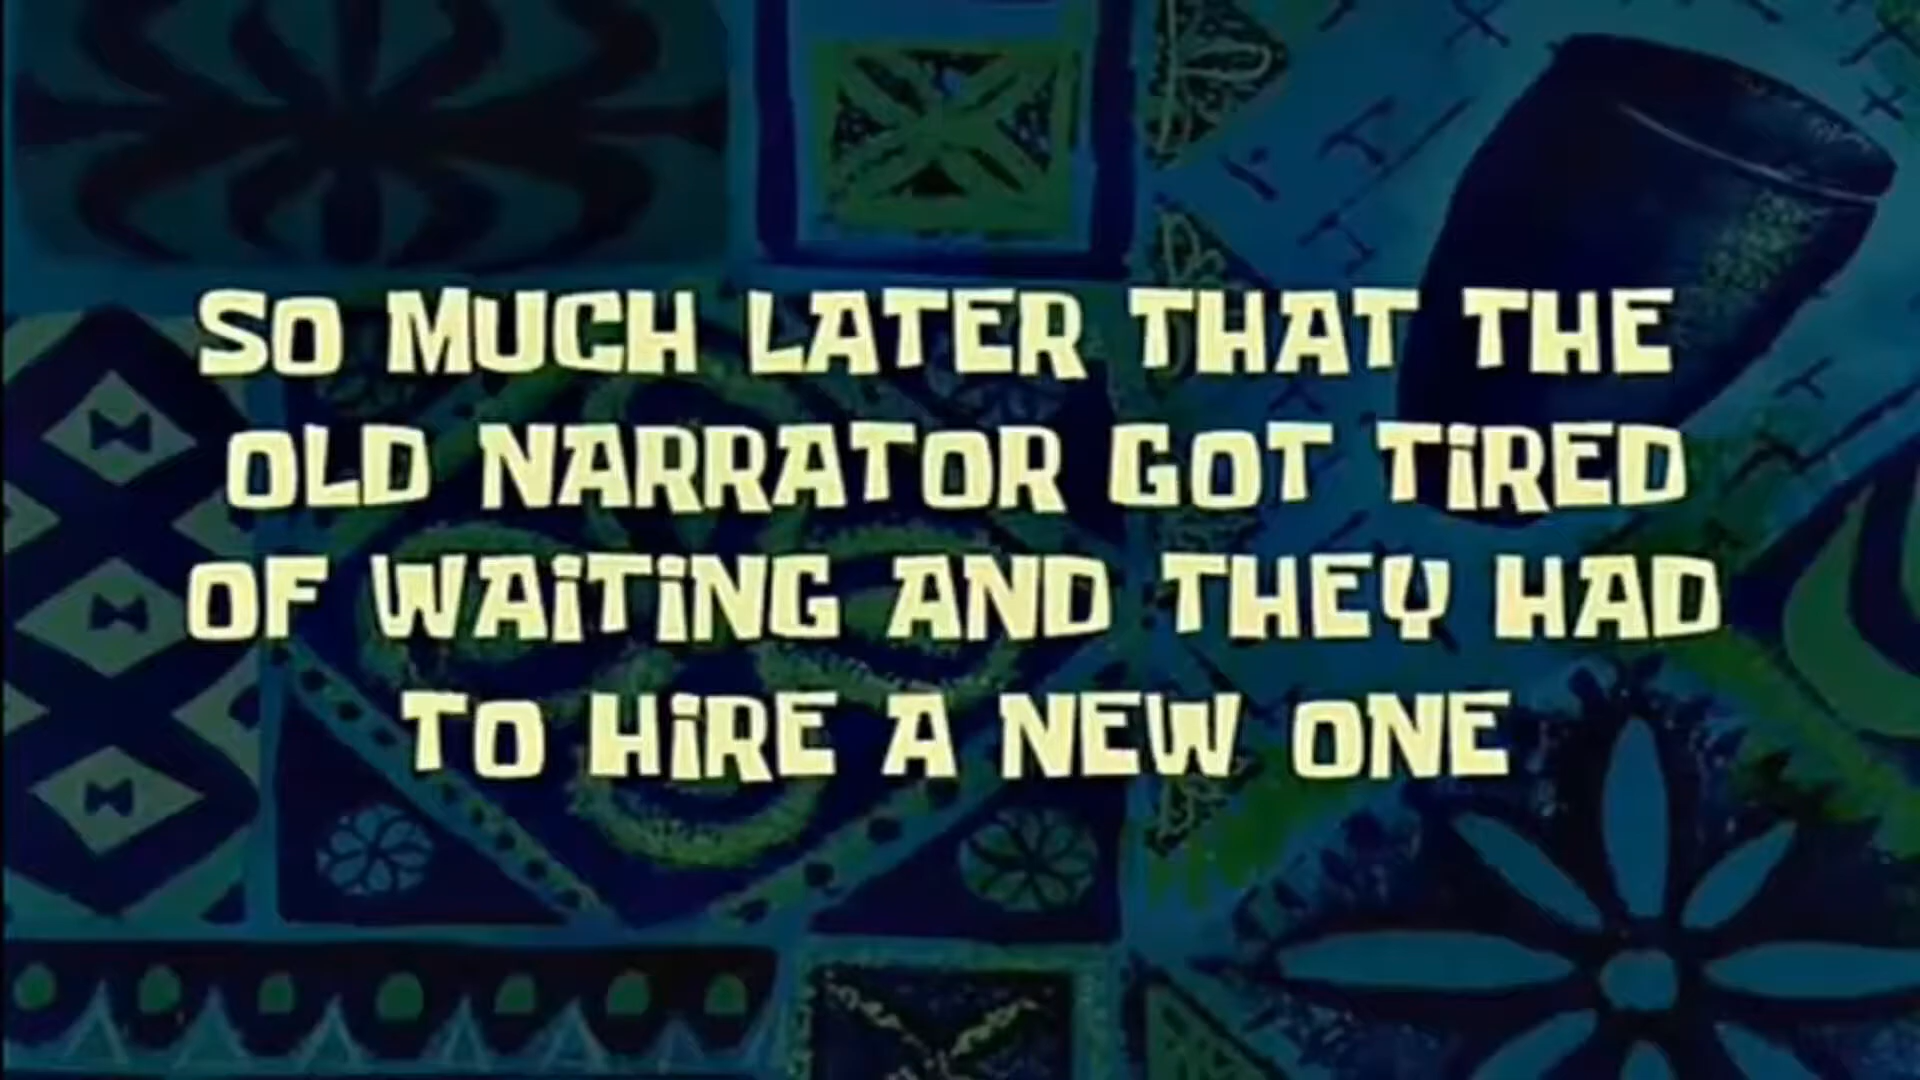 SO MUCH LATER THAT THE
OLD NARRATOR GOT TIRED
OF WAITING AND THEY HAD
TO HIRE A NEW ONE